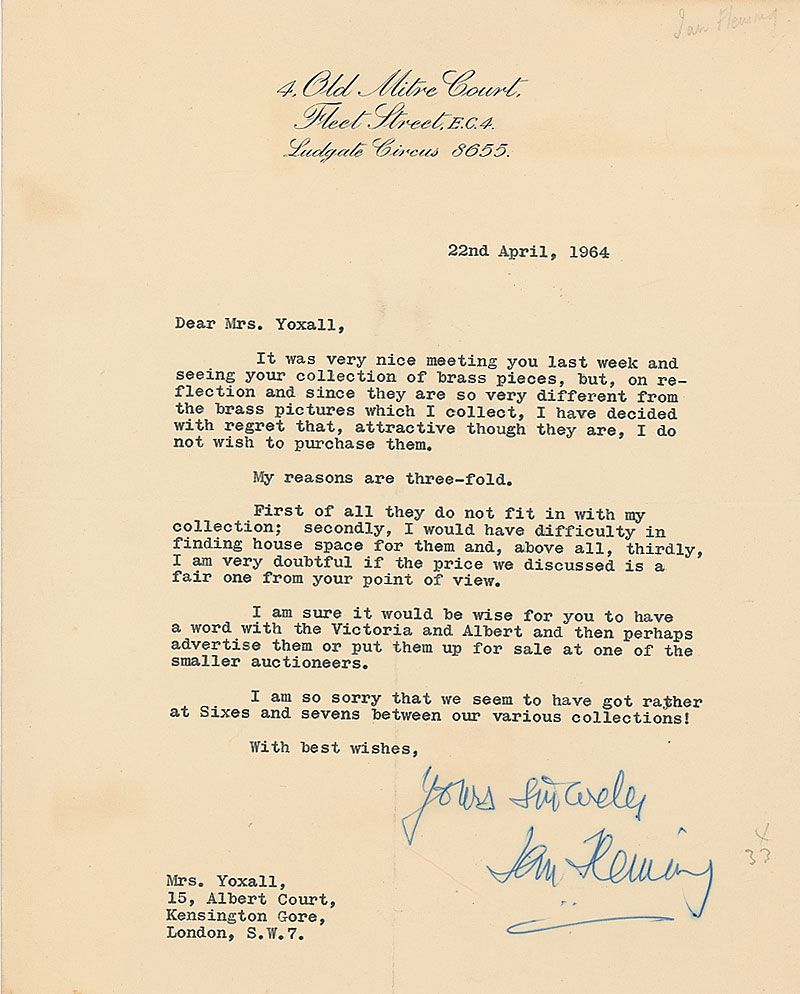 Ian Fleming.
4, Old Mitre Court,
Fleet Street, E.C.4.
Ludgate Circus 8655.
22nd April, 1964
Dear Mrs. Yoxall,
It was very nice meeting you last week and
seeing your collection of brass pieces, but, on re-
flection and since they are so very different from
the brass pictures which I collect, I have decided
with regret that, attractive though they are, I do
not wish to purchase them.
My reasons are three-fold.
First of all they do not fit in with my
collection; secondly, I would have difficulty in
finding house space for them and, above all, thirdly,
I am very doubtful if the price we discussed is a
fair one from your point of view.
I am sure it would be wise for you to have
a word with the Victoria and Albert and then perhaps
advertise them or put them up for sale at one of the
smaller auctioneers.
I am so sorry that we seem to have got rather
at Sixes and sevens between our various collections!
With best wishes,
Yours sincerely
Ian Fleming
4
33
Mrs. Yoxall,
15, Albert Court,
Kensington Gore,
London, S.W.7.